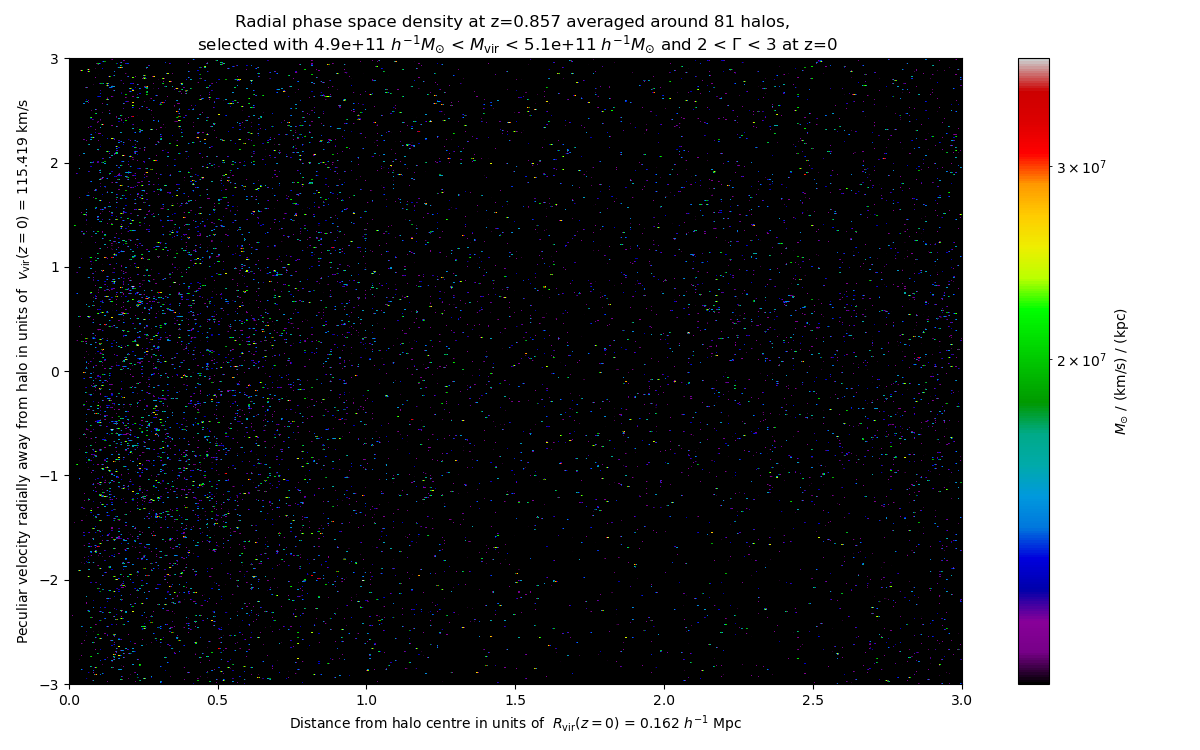 Radial phase space density at z=0.857 averaged around 81 halos,
selected with 4.9e+11 h⁻¹M⊙ < Mvir < 5.1e+11 h⁻¹M⊙ and 2 < Γ < 3 at z=0
Peculiar velocity radially away from halo in units of vvir(z = 0) = 115.419 km/s
3
2
1
0
−1
−2
−3
0.0 0.5 1.0 1.5 2.0 2.5 3.0
Distance from halo centre in units of Rvir(z = 0) = 0.162 h⁻¹ Mpc
3 × 10⁷
2 × 10⁷
M⊙ / (km/s) / (kpc)